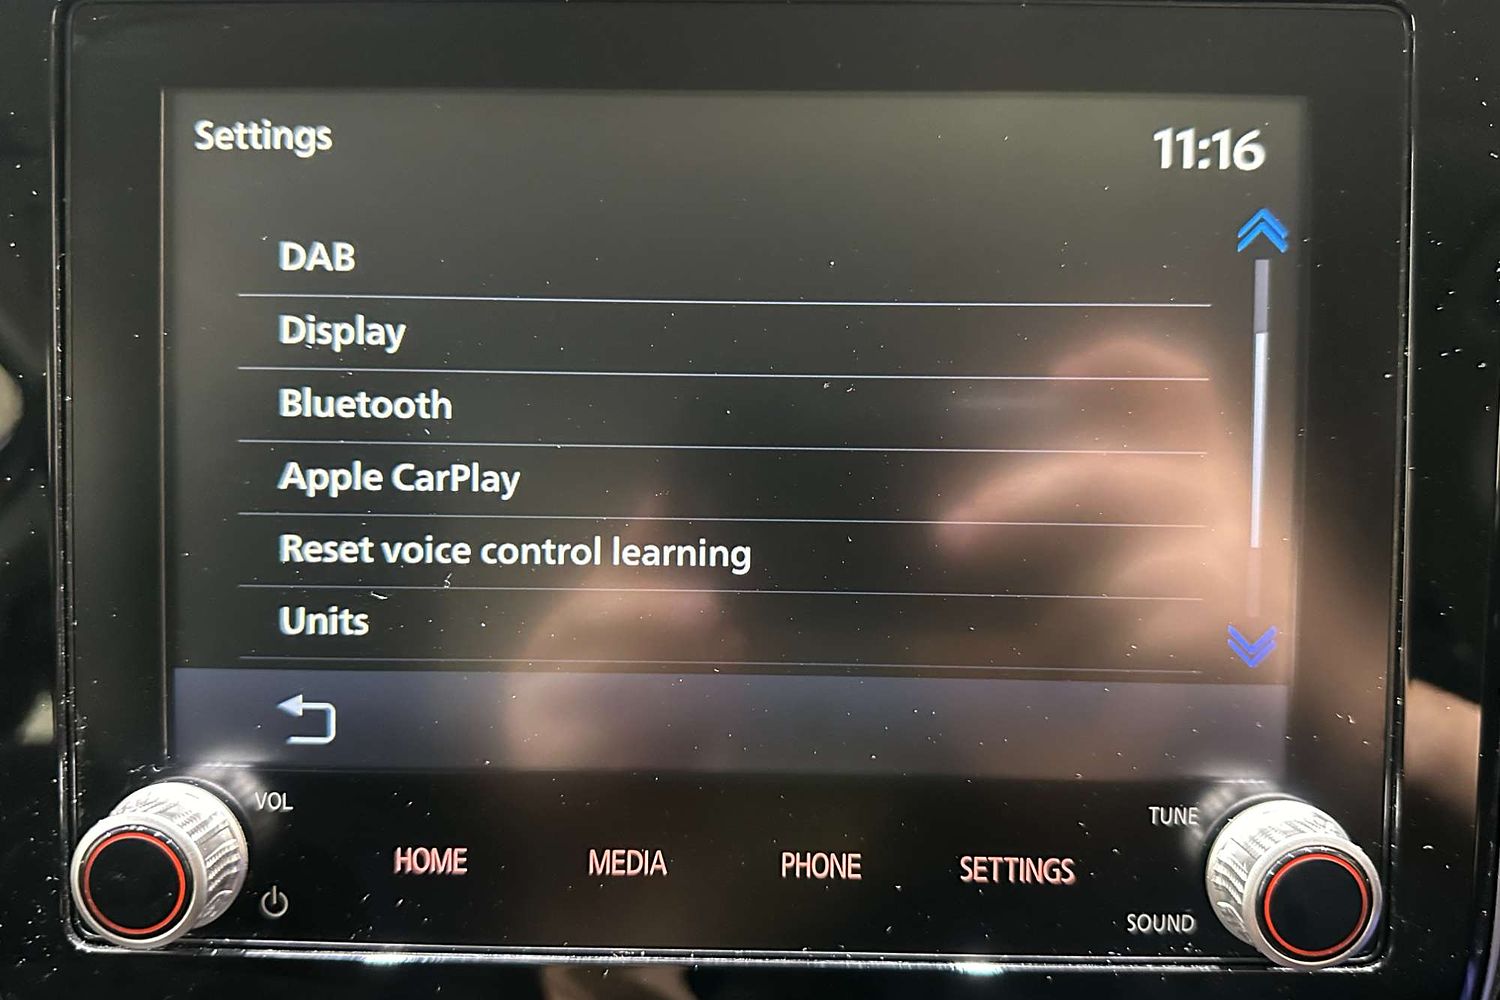 Settings
11:16
DAB
Display
Bluetooth
Apple CarPlay
Reset voice control learning
Units
VOL
TUNE
HOME
MEDIA
PHONE
SETTINGS
SOUND